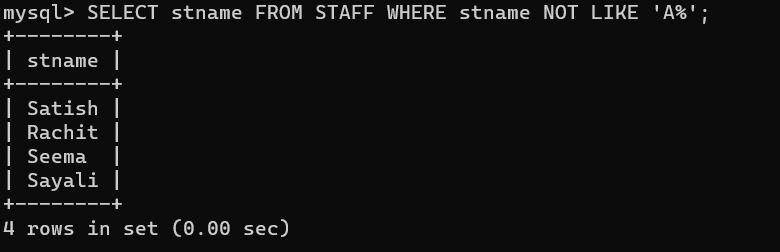 mysql> SELECT stname FROM STAFF WHERE stname NOT LIKE 'A%';
+--------+
| stname |
+--------+
| Satish |
| Rachit |
| Seema  |
| Sayali |
+--------+
4 rows in set (0.00 sec)